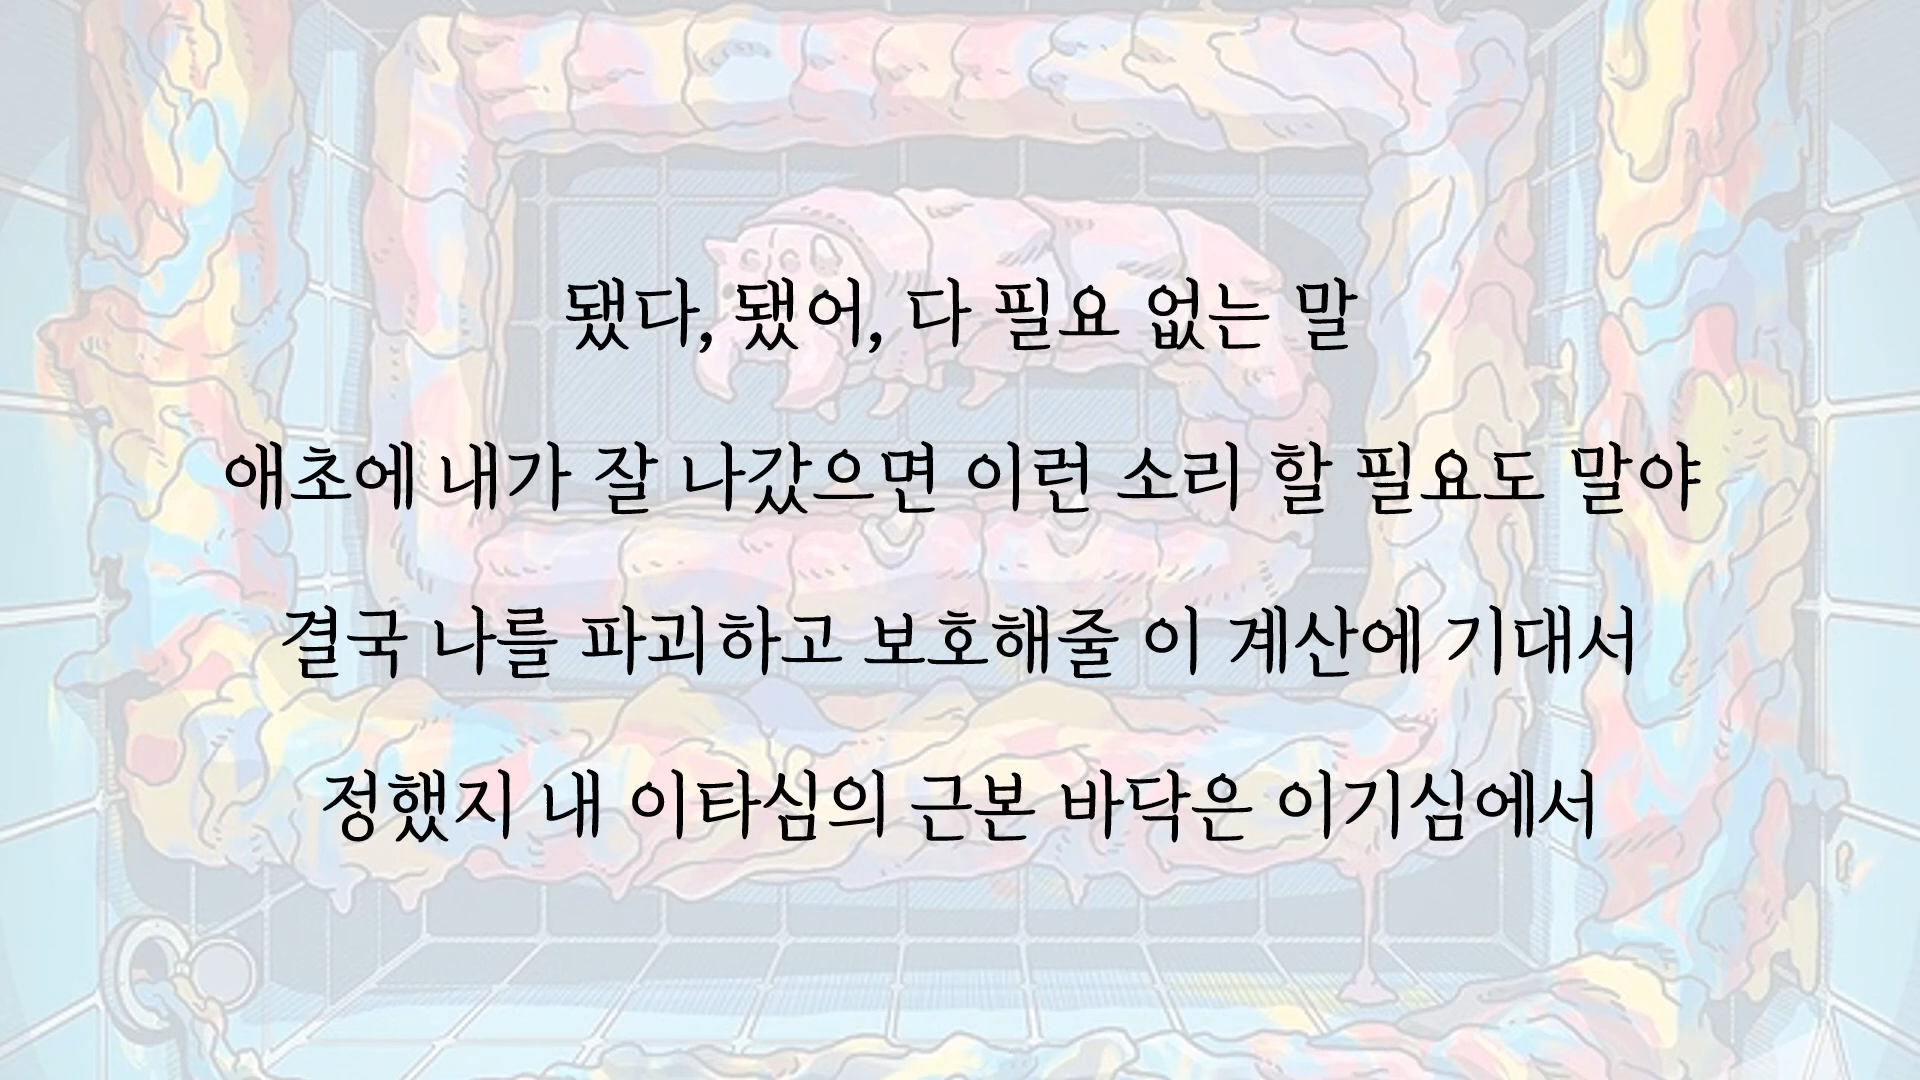 됐다, 됐어, 다 필요 없는 말
애초에 내가 잘 나갔으면 이런 소리 할 필요도 말야
결국 나를 파괴하고 보호해줄 이 계산에 기대서
정했지 내 이타심의 근본 바닥은 이기심에서